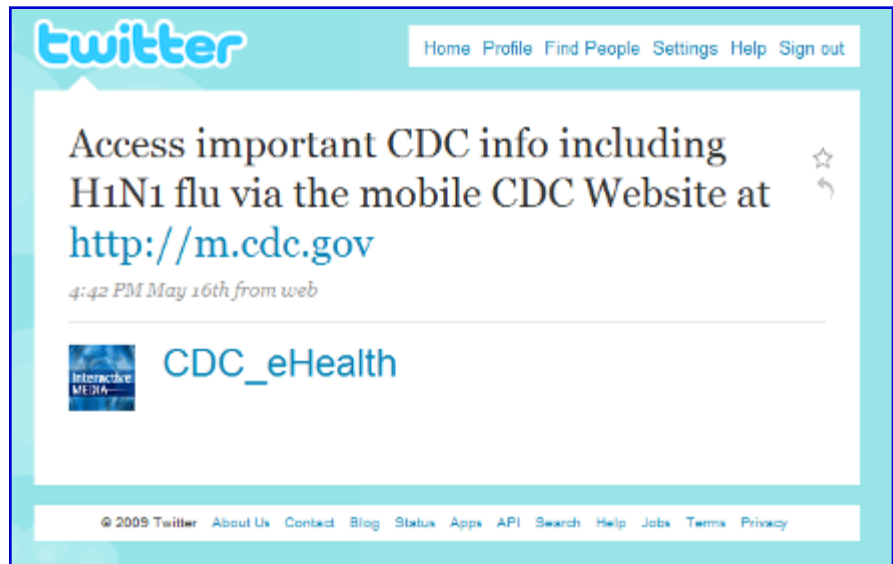 twitter
Home Profile Find People Settings Help Sign out
Access important CDC info including
H1N1 flu via the mobile CDC Website at
http://m.cdc.gov
4:42 PM May 16th from web
Interactive
MEDIA
CDC_eHealth
© 2009 Twitter About Us Contact Blog Status Apps API Search Help Jobs Terms Privacy